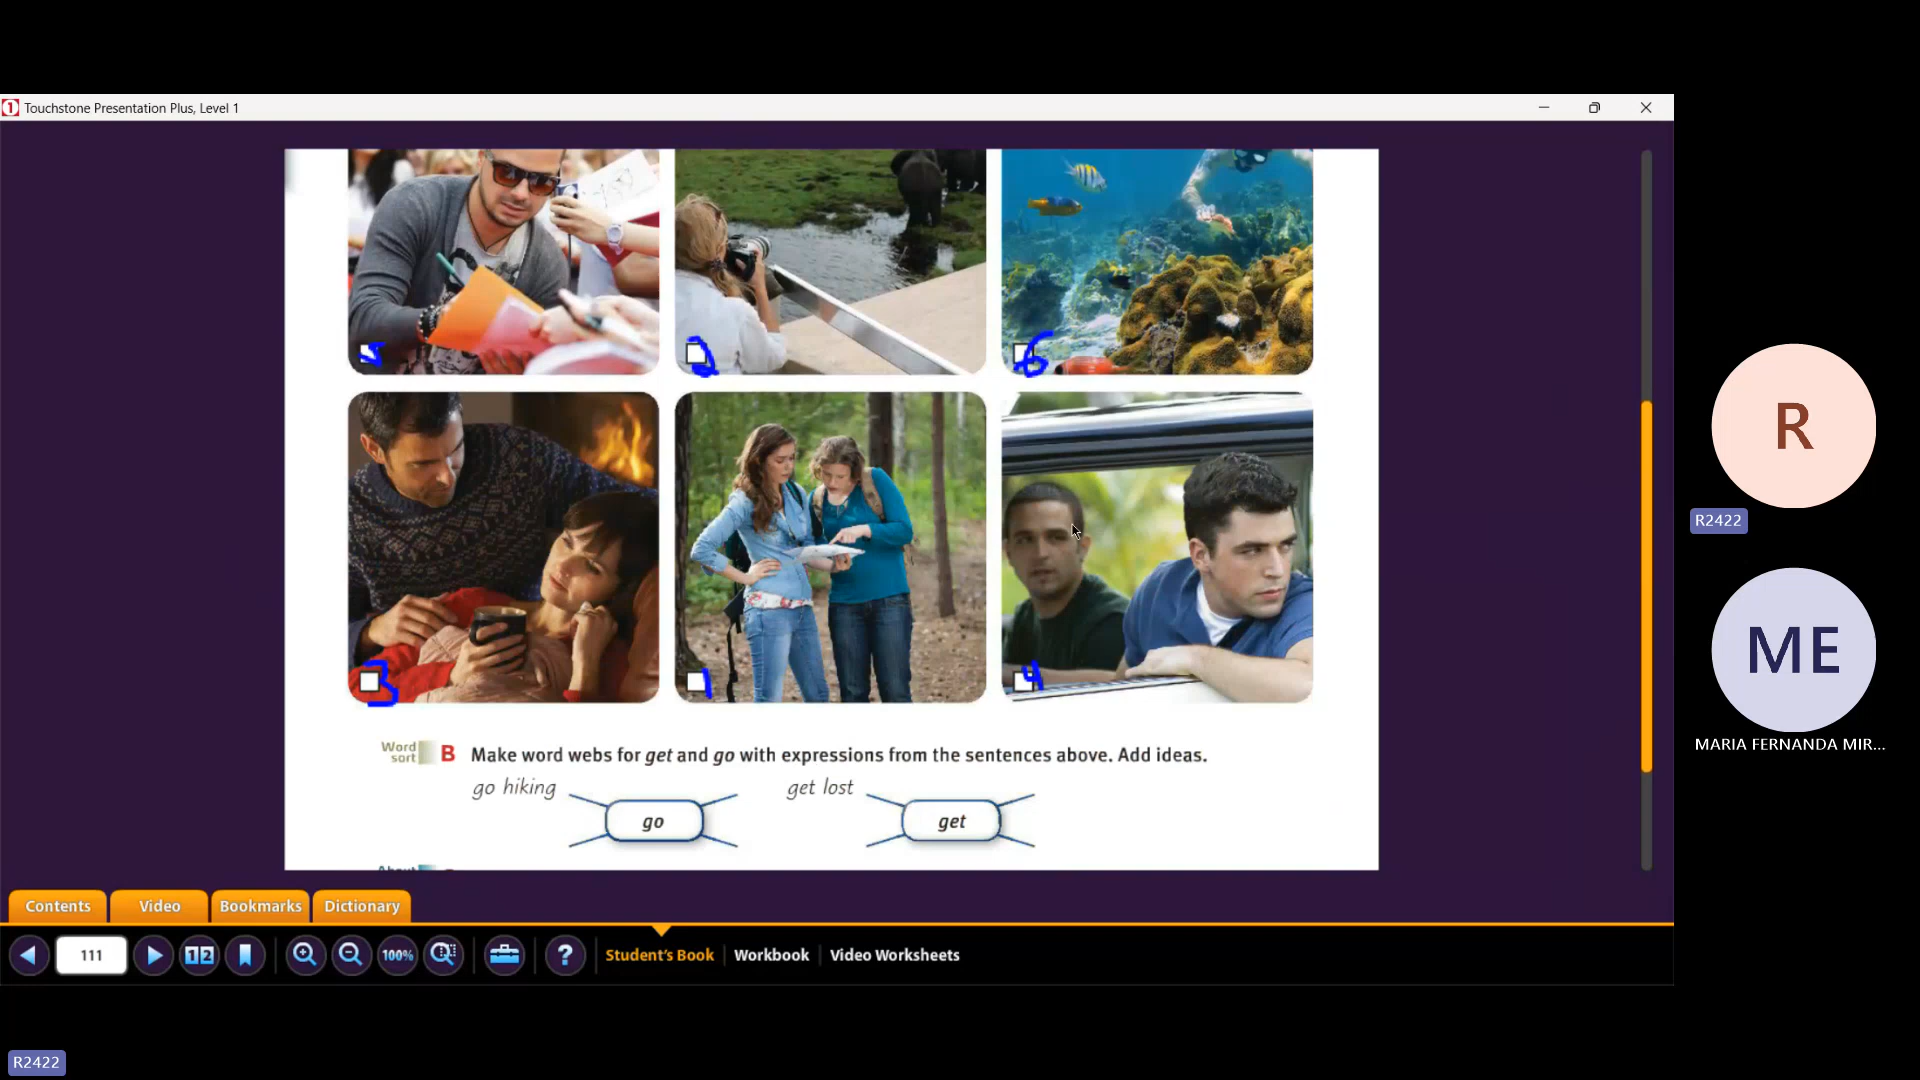 Touchstone Presentation Plus, Level 1
5 2 6
3 1 4
Word sort B Make word webs for get and go with expressions from the sentences above. Add ideas.
go hiking get lost
go get
Contents Video Bookmarks Dictionary
111 12 100% ? Student's Book Workbook Video Worksheets
R
R2422
ME
MARIA FERNANDA MIR...
R2422